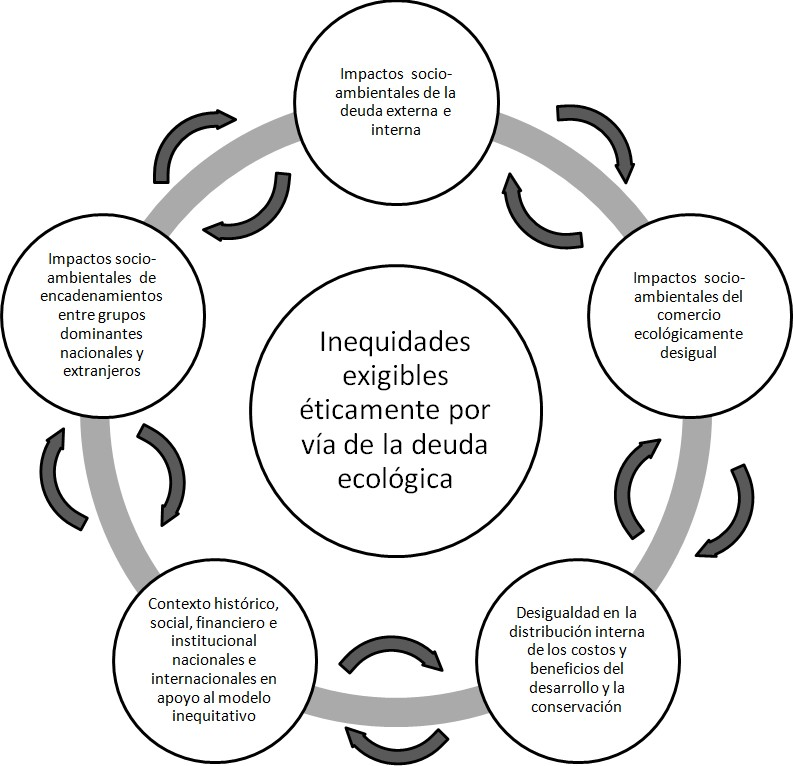 Impactos socio-
ambientales de la
deuda externa e
interna
Impactos socio-
ambientales de
encadenamientos
entre grupos
dominantes
nacionales y
extranjeros
Impactos socio-
ambientales del
comercio
ecológicamente
desigual
Inequidades
exigibles
éticamente por
vía de la deuda
ecológica
Contexto histórico,
social, financiero e
institucional
nacionales e
internacionales en
apoyo al modelo
inequitativo
Desigualdad en la
distribución interna
de los costos y
beneficios del
desarrollo y la
conservación